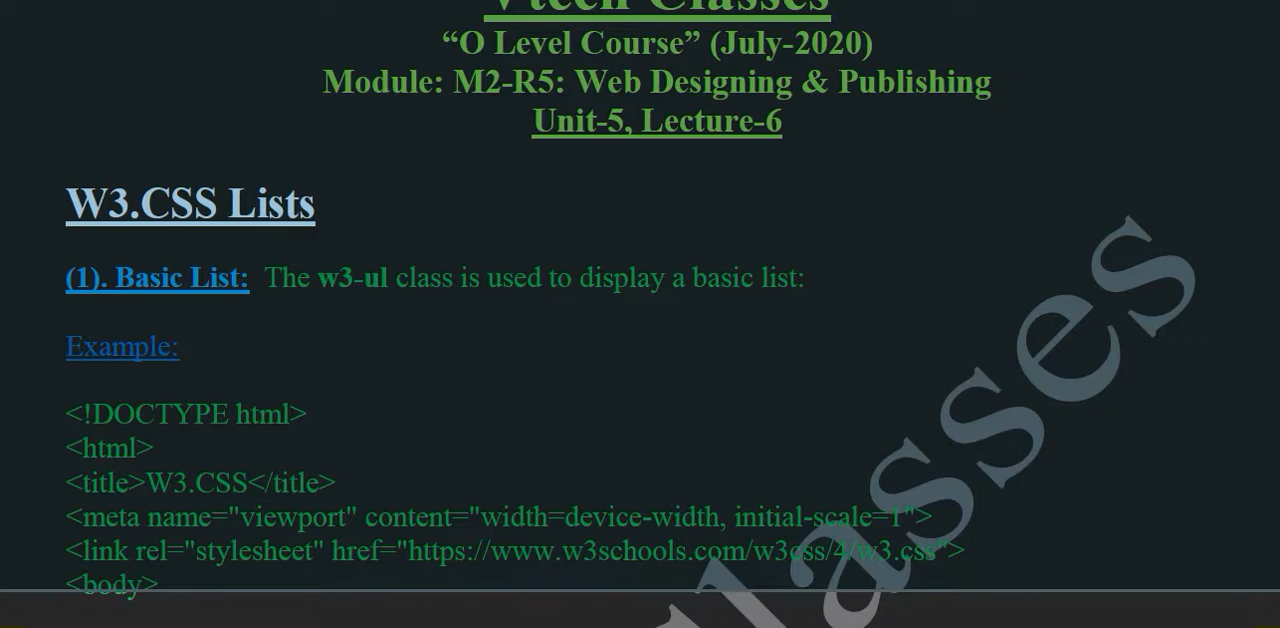 Vtech Classes
“O Level Course” (July-2020)
Module: M2-R5: Web Designing & Publishing
Unit-5, Lecture-6
W3.CSS Lists
(1). Basic List: The w3-ul class is used to display a basic list:
Example:
<!DOCTYPE html>
<html>
<title>W3.CSS</title>
<meta name="viewport" content="width=device-width, initial-scale=1">
<link rel="stylesheet" href="https://www.w3schools.com/w3css/4/w3.css">
<body>
lasses